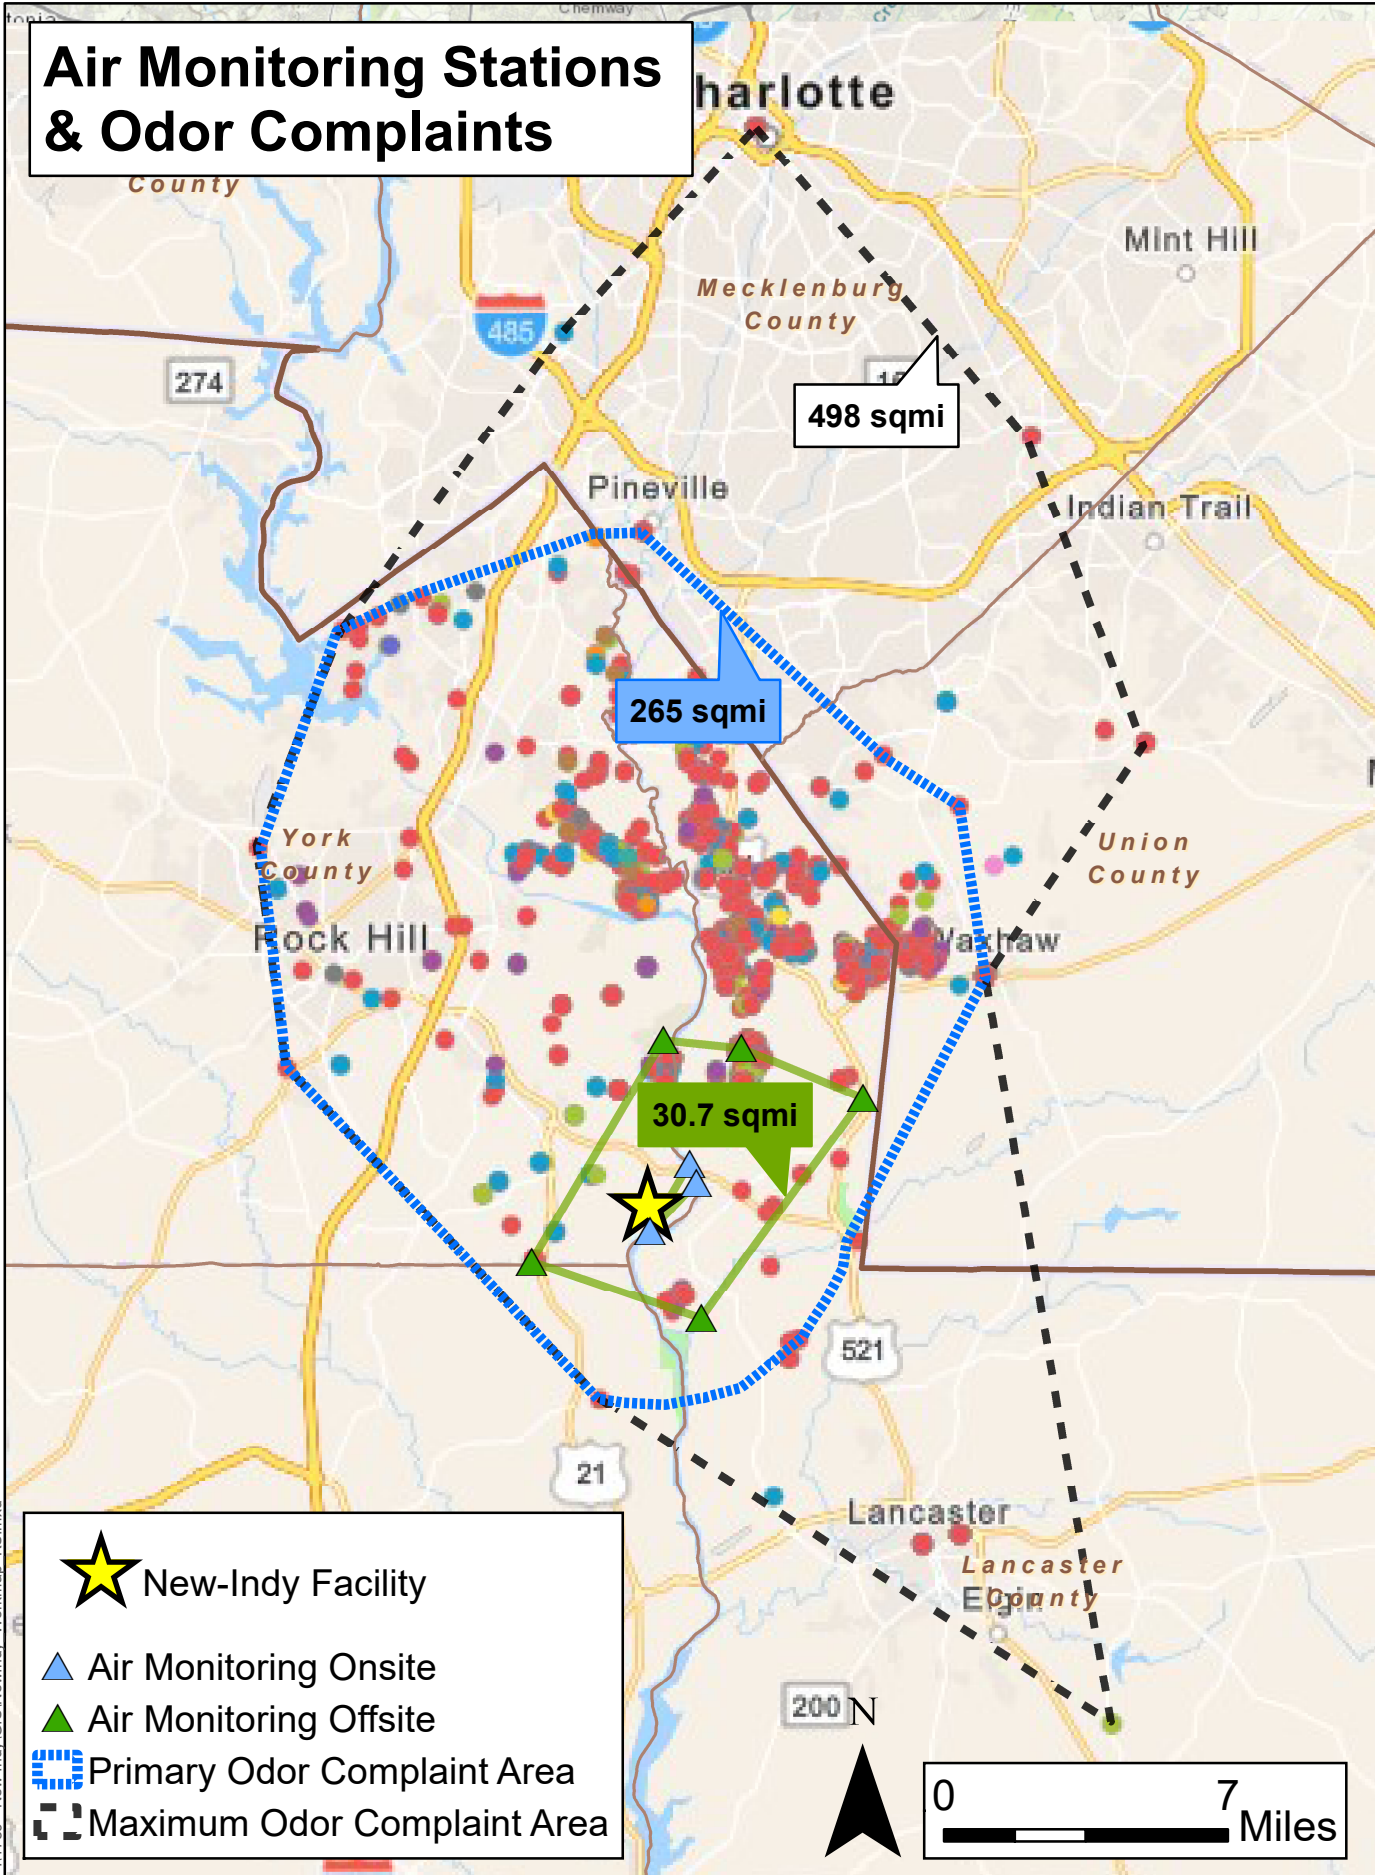 Chemway
Air Monitoring Stations
& Odor Complaints
harlotte
County
Mint Hill
Mecklenburg
County
485
274
498 sqmi
Pineville
Indian Trail
265 sqmi
York
County
Union
County
Rock Hill
Waxhaw
30.7 sqmi
521
21
Lancaster
Lancaster
County
Elgin
200
N
New-Indy Facility
Air Monitoring Onsite
Air Monitoring Offsite
Primary Odor Complaint Area
Maximum Odor Complaint Area
0 7
Miles